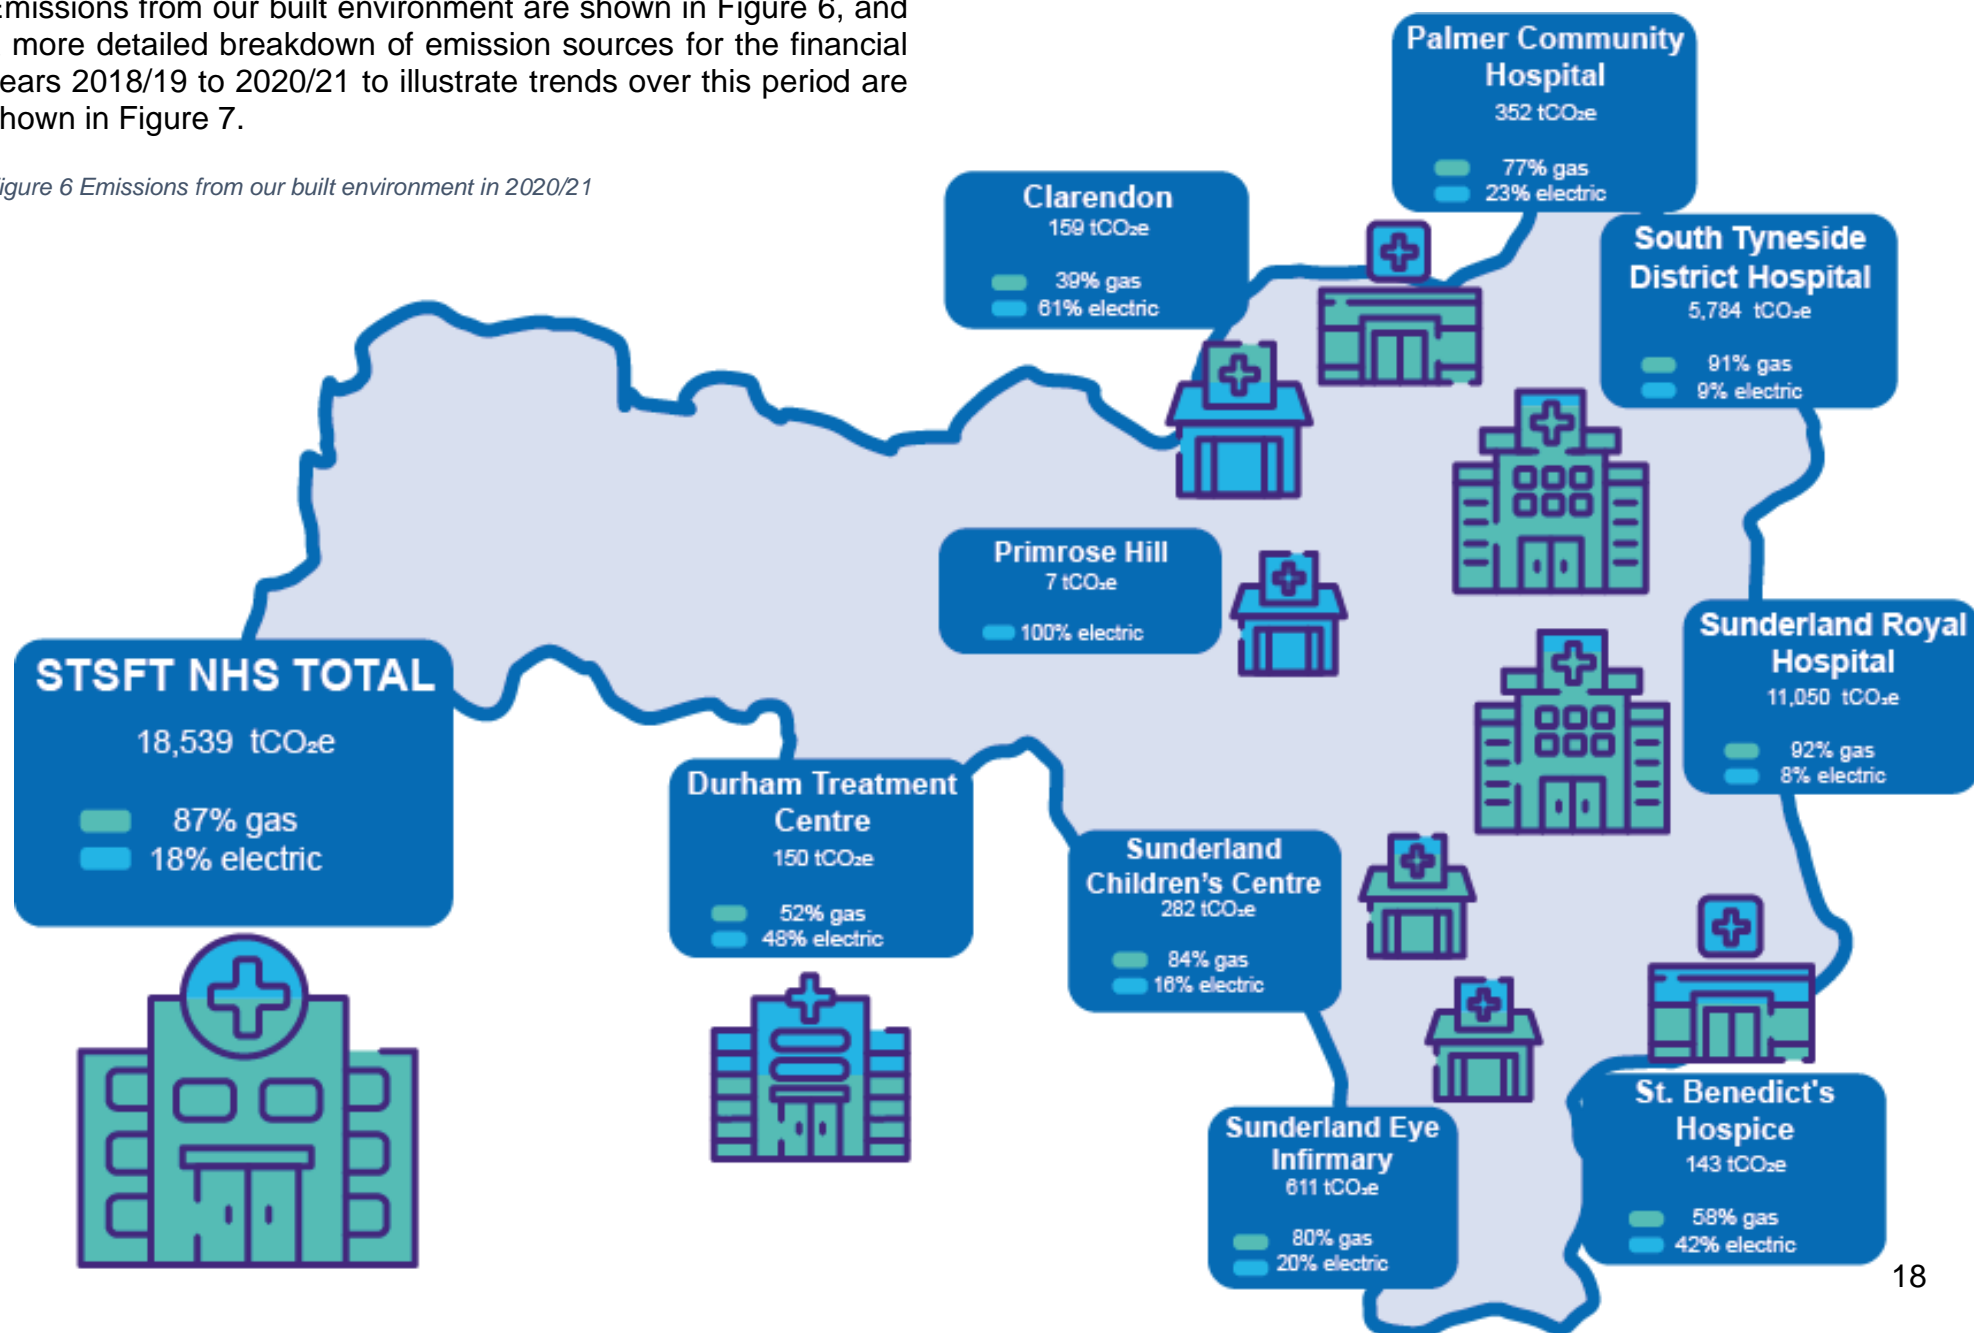 Emissions from our built environment are shown in Figure 6, and
more detailed breakdown of emission sources for the financial
ears 2018/19 to 2020/21 to illustrate trends over this period are
hown in Figure 7.
igure 6 Emissions from our built environment in 2020/21
Palmer Community
Hospital
352 tCO₂e
77% gas
23% electric
Clarendon
159 tCO₂e
39% gas
61% electric
South Tyneside
District Hospital
5,784 tCO₂e
91% gas
9% electric
Primrose Hill
7 tCO₂e
100% electric
Sunderland Royal
Hospital
11,050 tCO₂e
92% gas
8% electric
STSFT NHS TOTAL
18,539 tCO₂e
87% gas
18% electric
Durham Treatment
Centre
150 tCO₂e
52% gas
48% electric
Sunderland
Children's Centre
282 tCO₂e
84% gas
16% electric
Sunderland Eye
Infirmary
611 tCO₂e
80% gas
20% electric
St. Benedict's
Hospice
143 tCO₂e
58% gas
42% electric
18